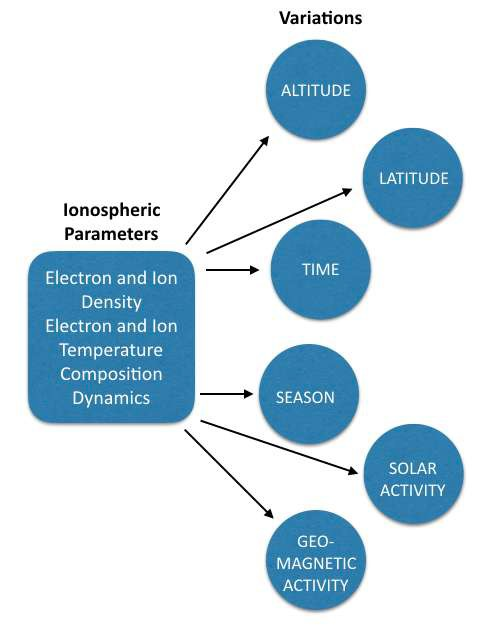 Variations
ALTITUDE
LATITUDE
Ionospheric
Parameters
Electron and Ion
Density
Electron and Ion
Temperature
Composition
Dynamics
TIME
SEASON
SOLAR
ACTIVITY
GEO-
MAGNETIC
ACTIVITY